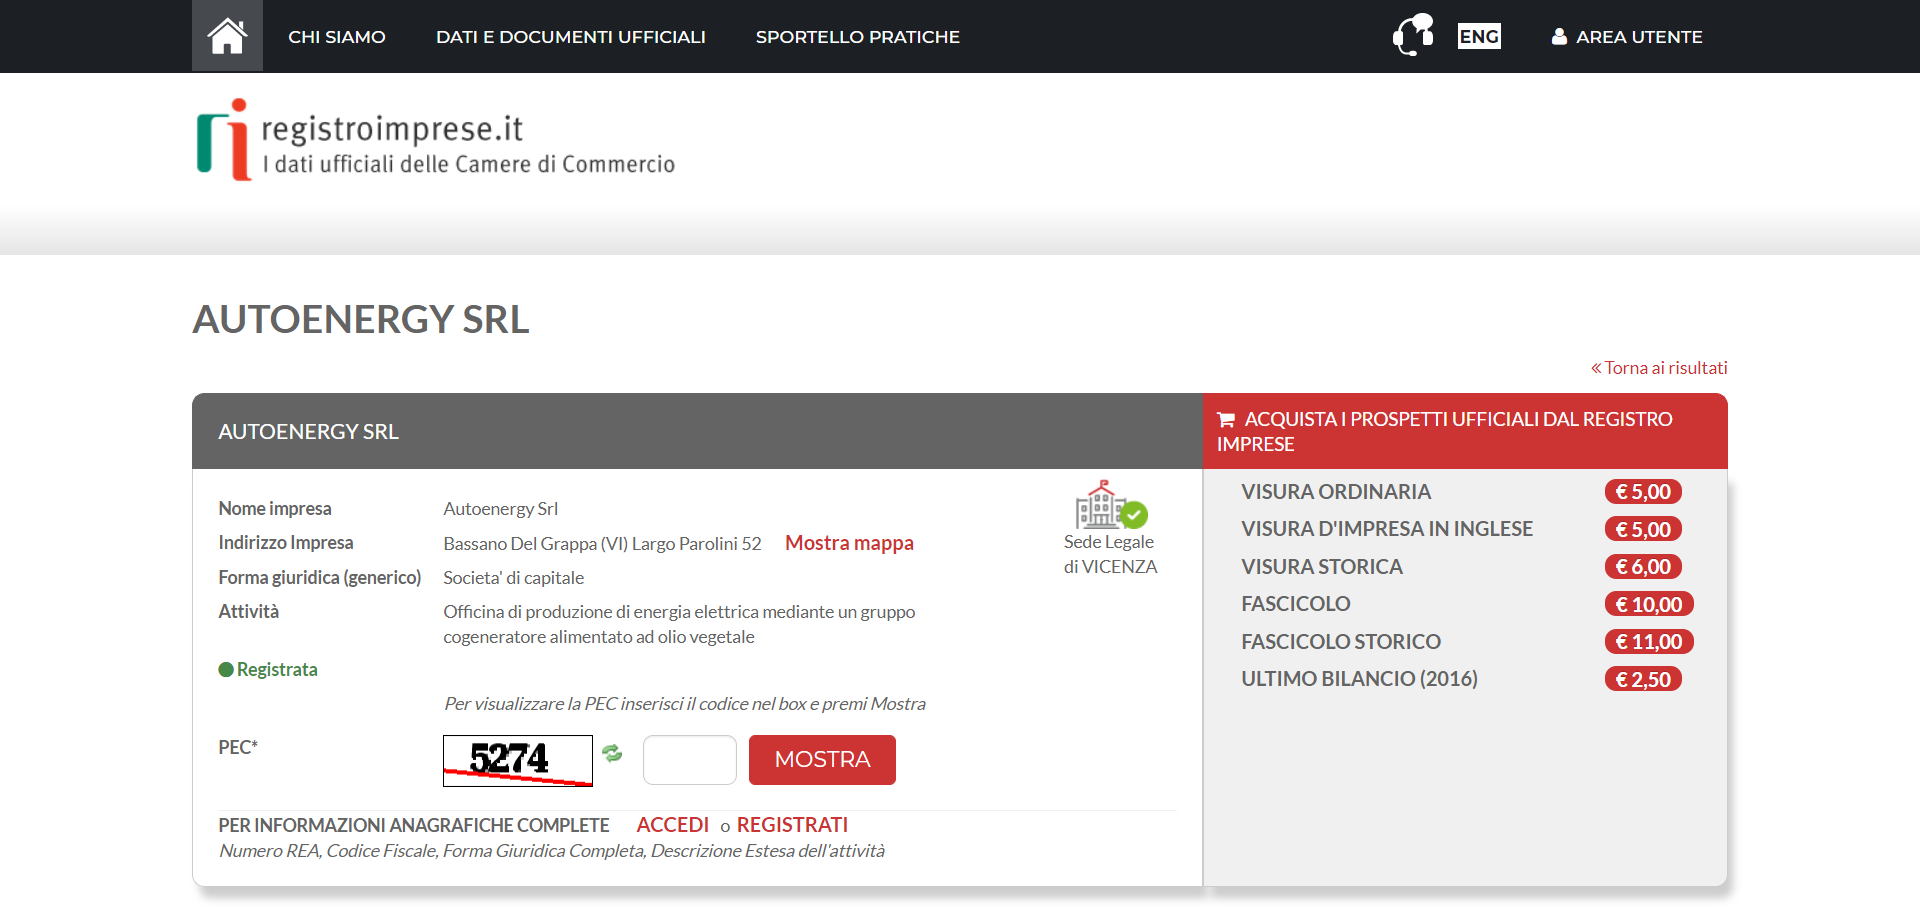 CHI SIAMO
DATI E DOCUMENTI UFFICIALI
SPORTELLO PRATICHE
ENG
AREA UTENTE
registroimprese.it
I dati ufficiali delle Camere di Commercio
AUTOENERGY SRL
« Torna ai risultati
AUTOENERGY SRL
Nome impresa Autoenergy Srl
Indirizzo Impresa Bassano Del Grappa (VI) Largo Parolini 52 Mostra mappa
Forma giuridica (generico) Societa' di capitale
Attività Officina di produzione di energia elettrica mediante un gruppo
cogeneratore alimentato ad olio vegetale
Registrata
Sede Legale
di VICENZA
Per visualizzare la PEC inserisci il codice nel box e premi Mostra
PEC* 5274 MOSTRA
PER INFORMAZIONI ANAGRAFICHE COMPLETE ACCEDI o REGISTRATI
Numero REA, Codice Fiscale, Forma Giuridica Completa, Descrizione Estesa dell'attività
ACQUISTA I PROSPETTI UFFICIALI DAL REGISTRO
IMPRESE
VISURA ORDINARIA € 5,00
VISURA D'IMPRESA IN INGLESE € 5,00
VISURA STORICA € 6,00
FASCICOLO € 10,00
FASCICOLO STORICO € 11,00
ULTIMO BILANCIO (2016) € 2,50